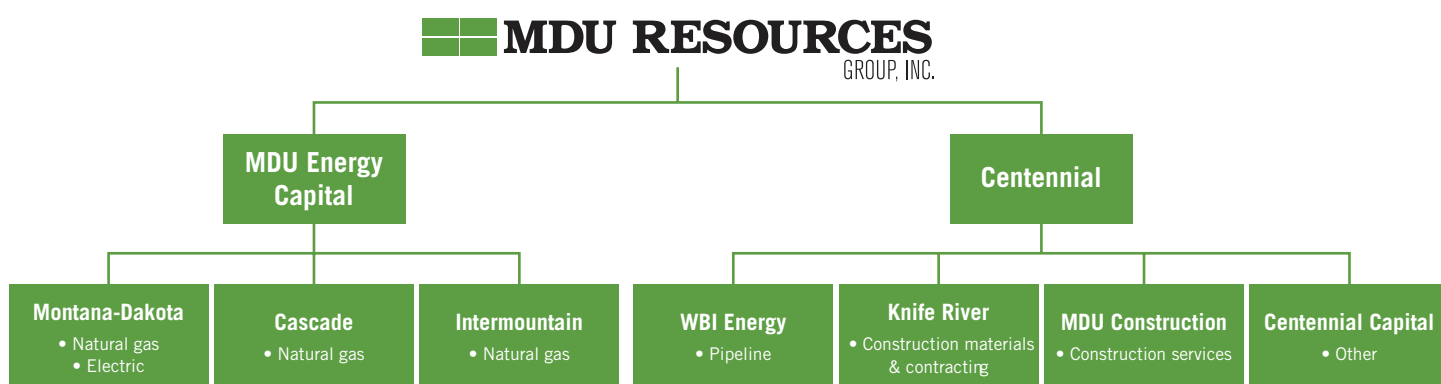 MDU RESOURCES
GROUP, INC.
MDU Energy
Capital
Centennial
Montana-Dakota
• Natural gas
• Electric
Cascade
• Natural gas
Intermountain
• Natural gas
WBI Energy
• Pipeline
Knife River
• Construction materials
& contracting
MDU Construction
• Construction services
Centennial Capital
• Other